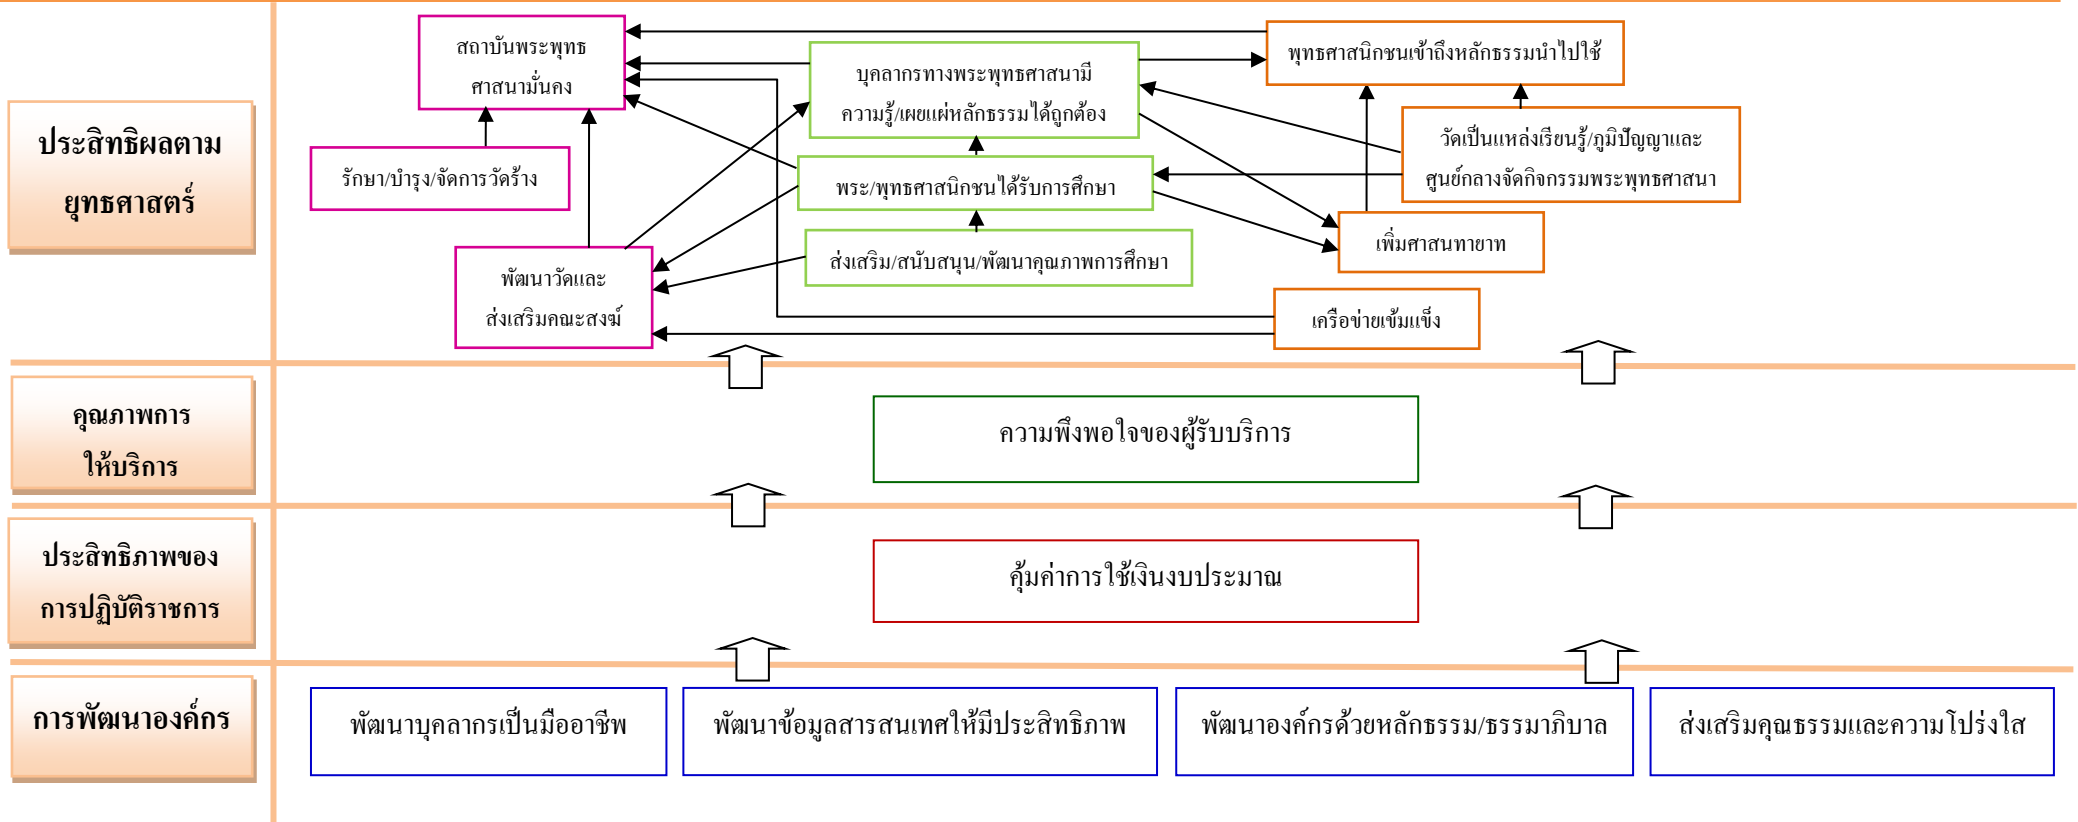 ประสิทธิผลตาม
ยุทธศาสตร์
สถาบันพระพุทธ
ศาสนามั่นคง
บุคลากรทางพระพุทธศาสนามี
ความรู้/เผยแผ่หลักธรรมได้ถูกต้อง
พุทธศาสนิกชนเข้าถึงหลักธรรมนำไปใช้
วัดเป็นแหล่งเรียนรู้/ภูมิปัญญาและ
ศูนย์กลางจัดกิจกรรมพระพุทธศาสนา
รักษา/บำรุง/จัดการวัดร้าง
พระ/พุทธศาสนิกชนได้รับการศึกษา
เพิ่มศาสนทายาท
ส่งเสริม/สนับสนุน/พัฒนาคุณภาพการศึกษา
พัฒนาวัดและ
ส่งเสริมคณะสงฆ์
เครือข่ายเข้มแข็ง
คุณภาพการ
ให้บริการ
ความพึงพอใจของผู้รับบริการ
ประสิทธิภาพของ
การปฏิบัติราชการ
คุ้มค่าการใช้เงินงบประมาณ
การพัฒนาองค์กร
พัฒนาบุคลากรเป็นมืออาชีพ
พัฒนาข้อมูลสารสนเทศให้มีประสิทธิภาพ
พัฒนาองค์กรด้วยหลักธรรม/ธรรมาภิบาล
ส่งเสริมคุณธรรมและความโปร่งใส